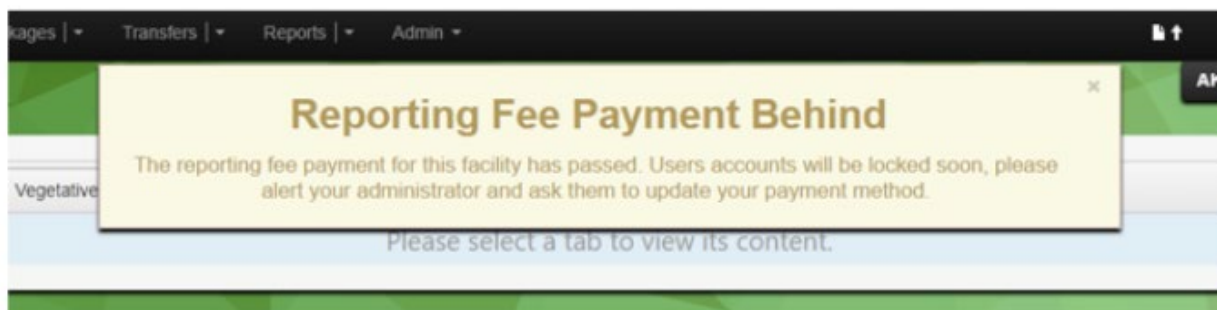 kages | Transfers | Reports | Admin
Reporting Fee Payment Behind
×
AK
The reporting fee payment for this facility has passed. Users accounts will be locked soon, please
alert your administrator and ask them to update your payment method.
Vegetative
Please select a tab to view its content.